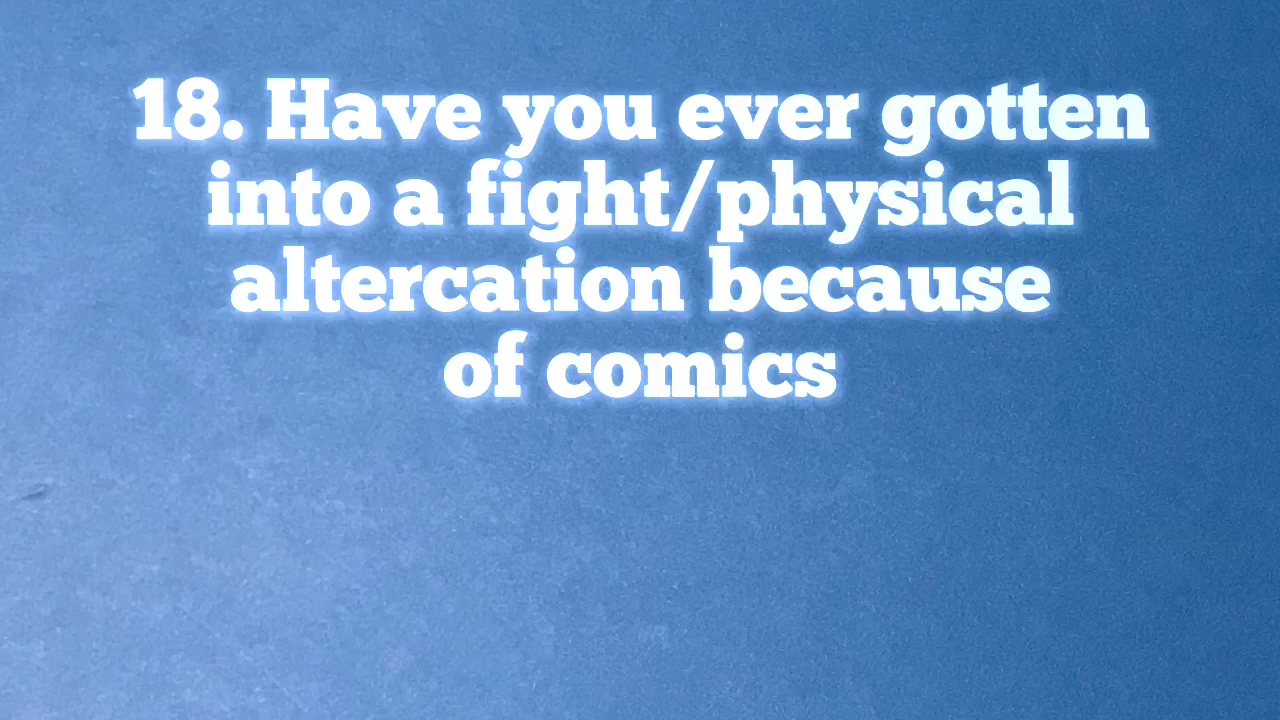 18. Have you ever gotten
into a fight/physical
altercation because
of comics